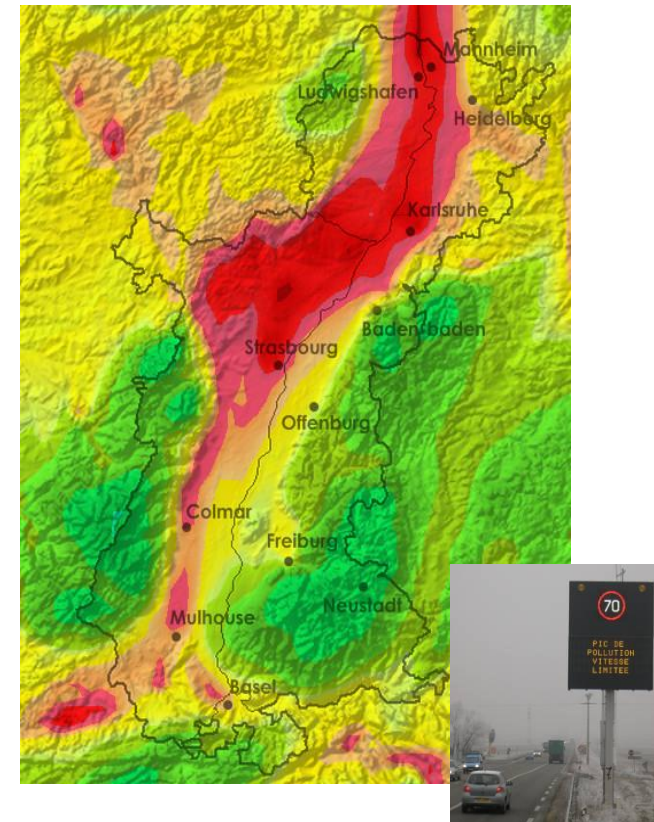 Mannheim
Ludwigshafen
Heidelberg
Karlsruhe
Baden-baden
Strasbourg
Offenburg
Colmar
Freiburg
Neustadt
Mulhouse
Basel
70
PIC DE
POLLUTION
VITESSE
LIMITEE